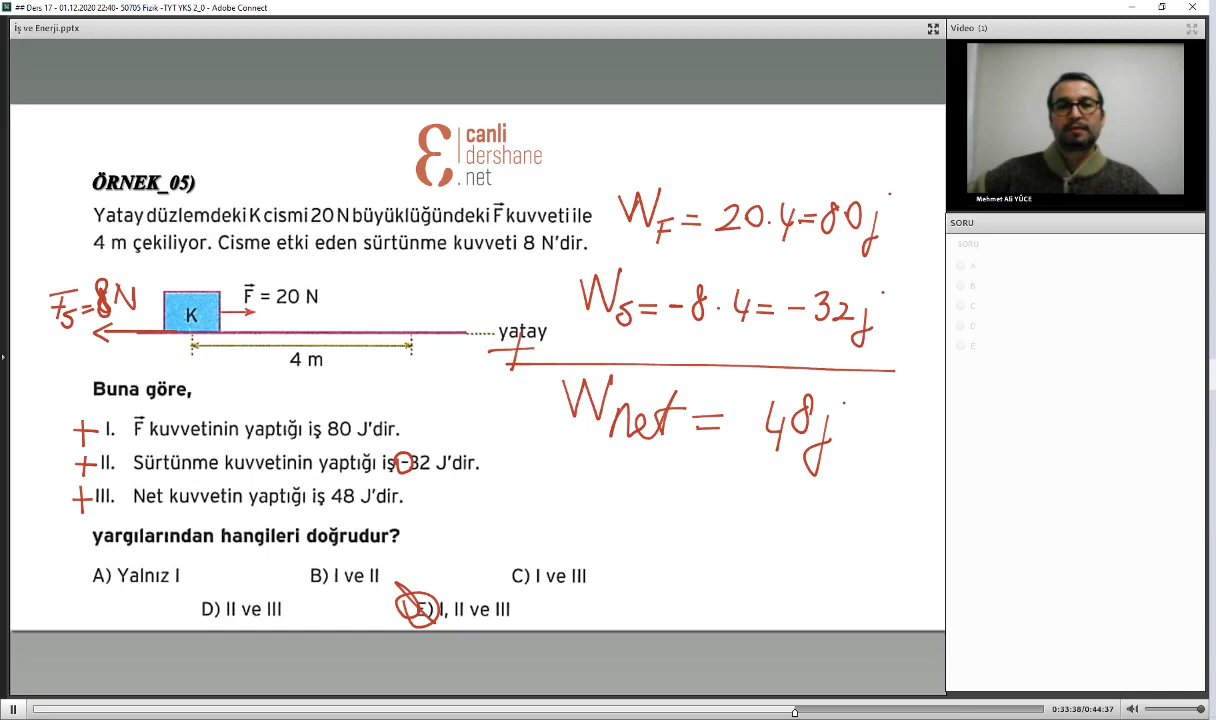 ## Ders 17 - 01.12.2020 22:40- 50705 Fizik -TYT YKS 2_0 - Adobe Connect
İş ve Enerji.pptx
Video (1)
canli
dershane
.net
Mehmet Ali YÜCE
SORU
SORU
A
B
C
D
E
ÖRNEK_05)
Yatay düzlemdeki K cismi 20 N büyüklüğündeki F⃗ kuvveti ile
4 m çekiliyor. Cisme etki eden sürtünme kuvveti 8 N'dir.
W_F = 20.4=80j
W_s = -8.4= -32j
W_net = 48j
F_s=8N
K
F⃗ = 20 N
yatay
4 m
Buna göre,
+ I. F⃗ kuvvetinin yaptığı iş 80 J'dir.
+ II. Sürtünme kuvvetinin yaptığı iş -32 J'dir.
+ III. Net kuvvetin yaptığı iş 48 J'dir.
yargılarından hangileri doğrudur?
A) Yalnız I
B) I ve II
C) I ve III
D) II ve III
E) I, II ve III
0:33:38/0:44:37